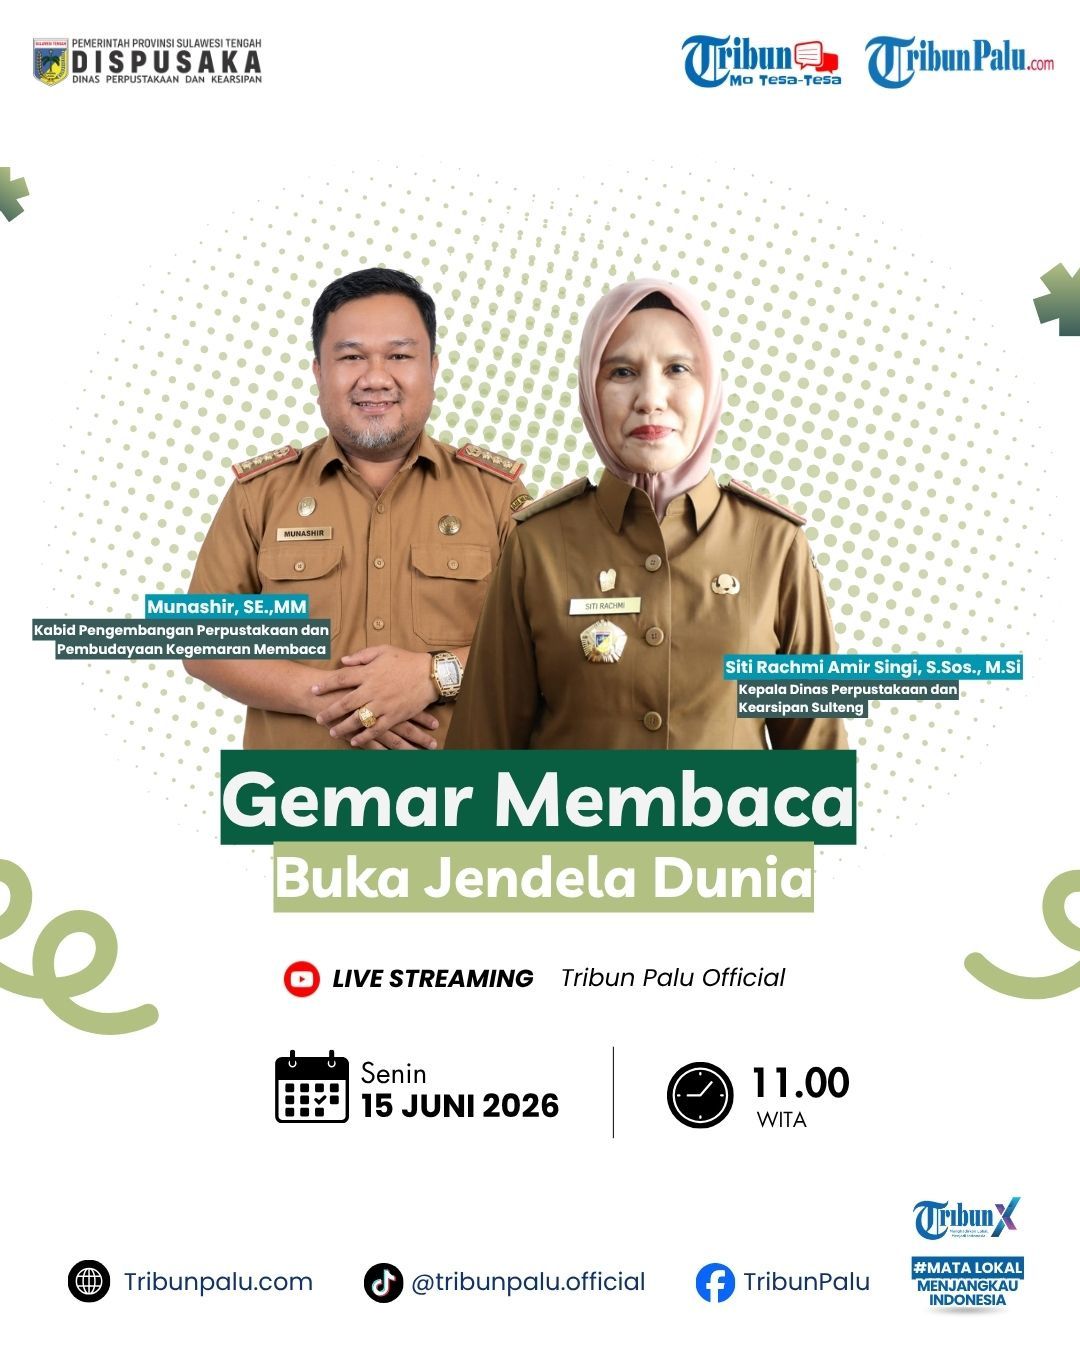 SULAWESI TENGAH
PEMERINTAH PROVINSI SULAWESI TENGAH
DISPUSAKA
DINAS PERPUSTAKAAN DAN KEARSIPAN
Tribun
Mo Tesa-Tesa
TribunPalu.com
MUNASHIR
SITI RACHMI
Munashir, SE.,MM
Kabid Pengembangan Perpustakaan dan
Pembudayaan Kegemaran Membaca
Siti Rachmi Amir Singi, S.Sos., M.Si
Kepala Dinas Perpustakaan dan
Kearsipan Sulteng
Gemar Membaca
Buka Jendela Dunia
LIVE STREAMING Tribun Palu Official
Senin
15 JUNI 2026
11.00
WITA
TribunX
Tribunpalu.com
@tribunpalu.official
TribunPalu
#MATA LOKAL
MENJANGKAU
INDONESIA